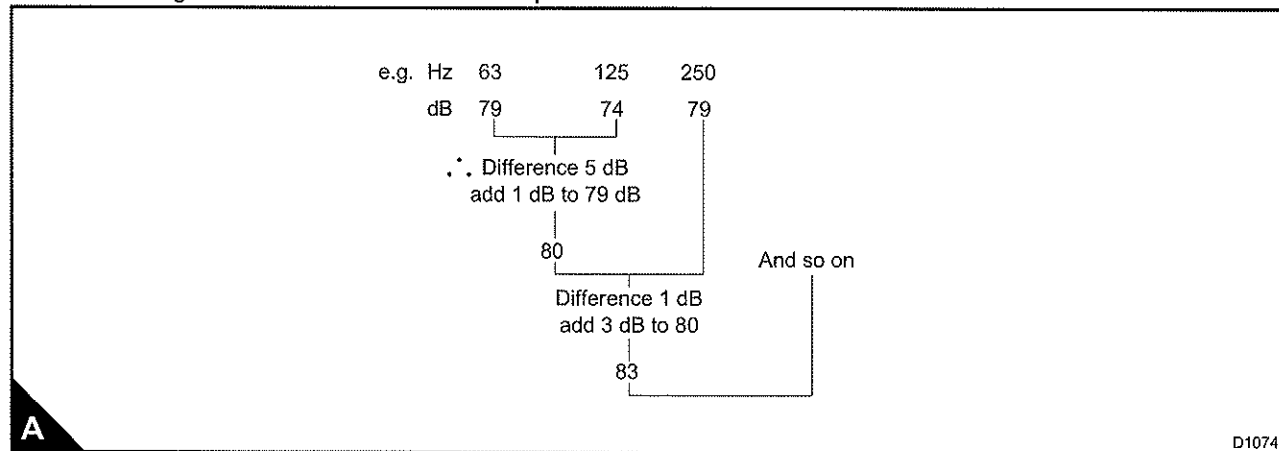 e.g. Hz 63 125 250
dB 79 74 79
∴ Difference 5 dB
add 1 dB to 79 dB
80
And so on
Difference 1 dB
add 3 dB to 80
83
A
D1074